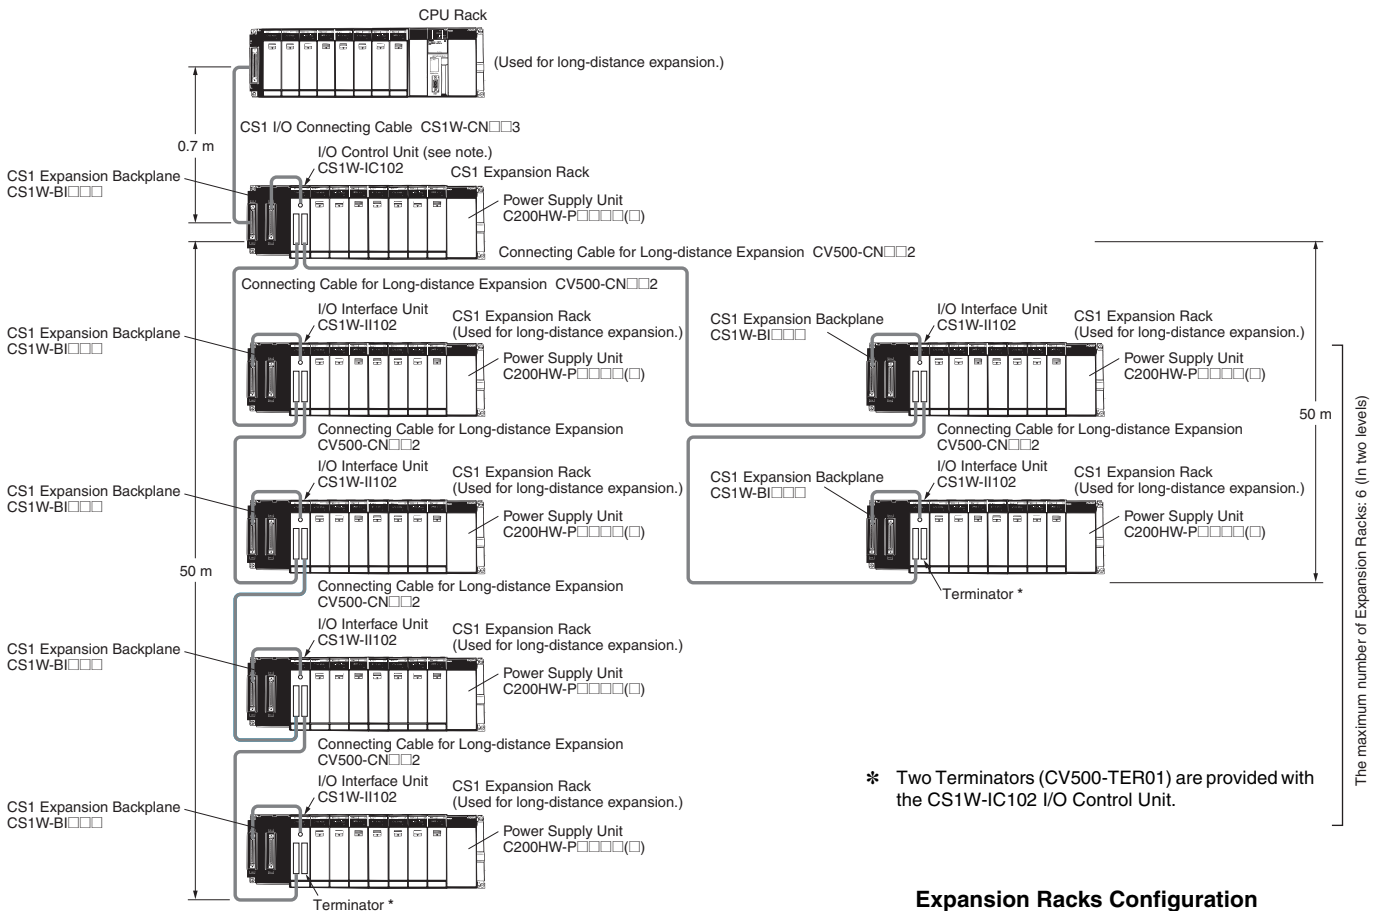 CPU Rack
(Used for long-distance expansion.)
CS1 I/O Connecting Cable CS1W-CN□□3
0.7 m
I/O Control Unit (see note.)
CS1W-IC102
CS1 Expansion Rack
CS1 Expansion Backplane
CS1W-BI□□□
Power Supply Unit
C200HW-P□□□□(□)
Connecting Cable for Long-distance Expansion CV500-CN□□2
Connecting Cable for Long-distance Expansion CV500-CN□□2
I/O Interface Unit
CS1W-II102
CS1 Expansion Rack
(Used for long-distance expansion.)
CS1 Expansion Backplane
CS1W-BI□□□
Power Supply Unit
C200HW-P□□□□(□)
Connecting Cable for Long-distance Expansion
CV500-CN□□2
I/O Interface Unit
CS1W-II102
CS1 Expansion Rack
(Used for long-distance expansion.)
CS1 Expansion Backplane
CS1W-BI□□□
Power Supply Unit
C200HW-P□□□□(□)
50 m
Connecting Cable for Long-distance Expansion
CV500-CN□□2
I/O Interface Unit
CS1W-II102
CS1 Expansion Rack
(Used for long-distance expansion.)
CS1 Expansion Backplane
CS1W-BI□□□
Power Supply Unit
C200HW-P□□□□(□)
Connecting Cable for Long-distance Expansion
CV500-CN□□2
I/O Interface Unit
CS1W-II102
CS1 Expansion Rack
(Used for long-distance expansion.)
CS1 Expansion Backplane
CS1W-BI□□□
Power Supply Unit
C200HW-P□□□□(□)
Terminator *
I/O Interface Unit
CS1W-II102
CS1 Expansion Rack
(Used for long-distance expansion.)
CS1 Expansion Backplane
CS1W-BI□□□
Power Supply Unit
C200HW-P□□□□(□)
50 m
Connecting Cable for Long-distance Expansion
CV500-CN□□2
I/O Interface Unit
CS1W-II102
CS1 Expansion Rack
(Used for long-distance expansion.)
CS1 Expansion Backplane
CS1W-BI□□□
Power Supply Unit
C200HW-P□□□□(□)
Terminator *
The maximum number of Expansion Racks: 6 (In two levels)
* Two Terminators (CV500-TER01) are provided with
the CS1W-IC102 I/O Control Unit.
Expansion Racks Configuration